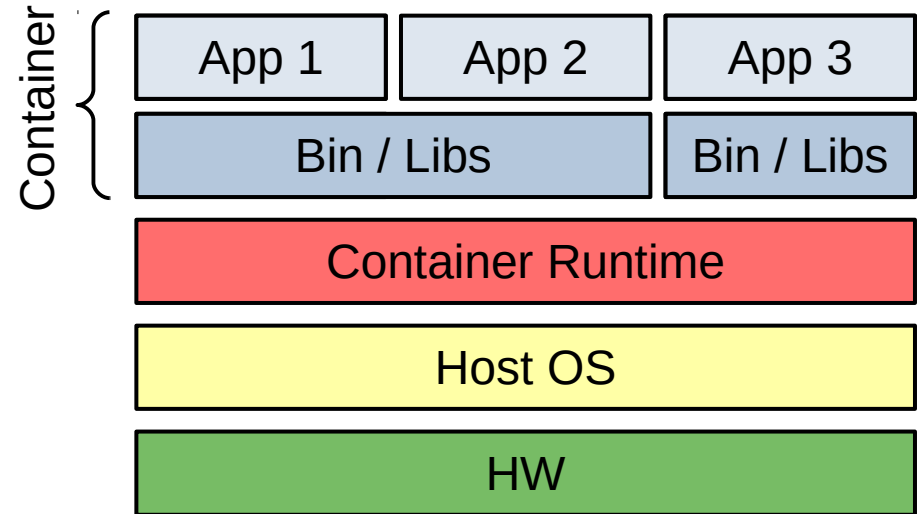 Container
App 1
App 2
App 3
Bin / Libs
Bin / Libs
Container Runtime
Host OS
HW